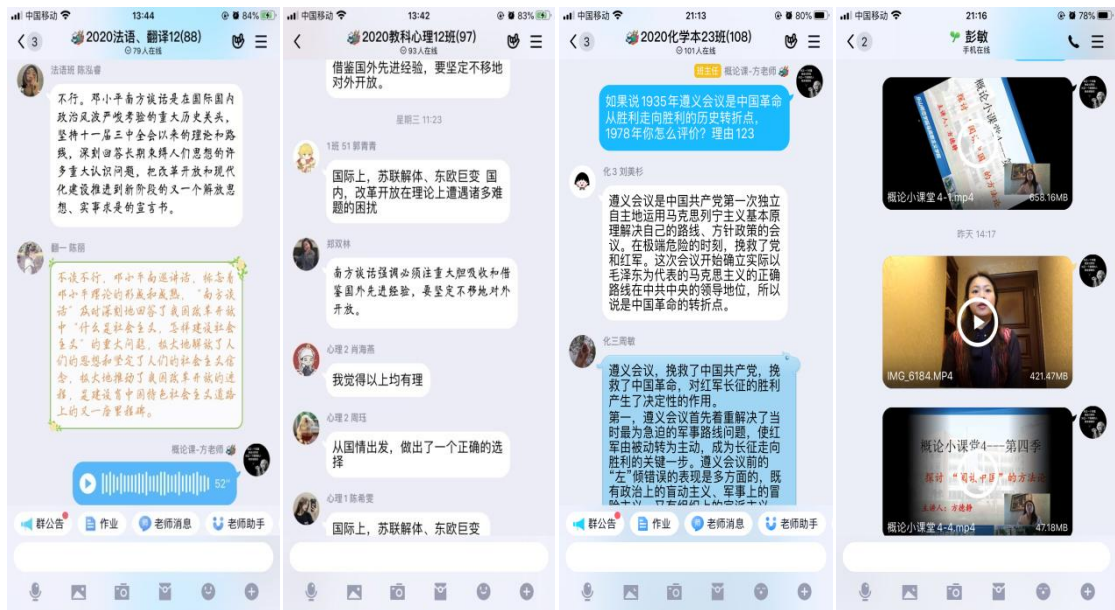 中国移动 13:44 84%
3 2020法语、翻译12(88)
79人在线
法语班 陈泓睿
不行。邓小平南方谈话是在国际国内
政治风波严峻考验的重大历史关头，
坚持十一届三中全会以来的理论和路
线，深刻回答长期束缚人们思想的许
多重大认识问题，把改革开放和现代
化建设推进到新阶段的又一个解放思
想、实事求是的宣言书。
翻一 陈丽
不谈不行，邓小平南巡讲话，标志着
邓小平理论的形成和成熟，“南方谈
话”及时深刻地回答了我国改革开放
中“什么是社会主义，怎样建设社会
主义”的重大问题，极大地解放了人
们的思想和坚定了人们的社会主义信
念，极大地推动了我国改革开放的进
程，是建设有中国特色社会主义道路
上的又一座里程碑。
概论课-方老师
52"
群公告 作业 老师消息 老师助手
中国移动 13:42 83%
2020教科心理12班(97)
93人在线
借鉴国外先进经验，要坚定不移地
对外开放。
星期三 11:23
1班 51 郭青青
国际上，苏联解体、东欧巨变 国
内，改革开放在理论上遭遇诸多难
题的困扰
郑双林
南方谈话强调必须注重大胆吸收和借
鉴国外先进经验，要坚定不移地对外
开放。
心理2 肖海燕
我觉得以上均有理
心理2 周珏
从国情出发，做出了一个正确的选
择
心理1 陈希雯
国际上，苏联解体、东欧巨变
中国移动 21:13 80%
3 2020化学本23班(108)
101人在线
班主任 概论课-方老师
如果说1935年遵义会议是中国革命
从胜利走向胜利的历史转折点，
1978年你怎么评价？理由123
化3 刘美杉
遵义会议是中国共产党第一次独立
自主地运用马克思列宁主义基本原
理解决自己的路线、方针政策的会
议。在极端危险的时刻，挽救了党
和红军。这次会议开始确立实际以
毛泽东为代表的马克思主义的正确
路线在中共中央的领导地位，所以
说是中国革命的转折点。
化三周敏
遵义会议，挽救了中国共产党，挽
救了中国革命，对红军长征的胜利
产生了决定性的作用。
第一，遵义会议首先着重解决了当
时最为急迫的军事路线问题，使红
军由被动转为主动，成为长征走向
胜利的关键一步。遵义会议前的
“左”倾错误的表现是多方面的，既
有政治上的盲动主义、军事上的冒
群公告 作业 老师消息 老师助手
中国移动 21:16 78%
2 彭敏
手机在线
概论小课堂4-1.mp4 658.16MB
昨天 14:17
IMG_6184.MP4 421.47MB
概论小课堂4---第四季
探讨“阅读中国”的方法论
主讲人：方德静
概论小课堂4-4.mp4 47.18MB